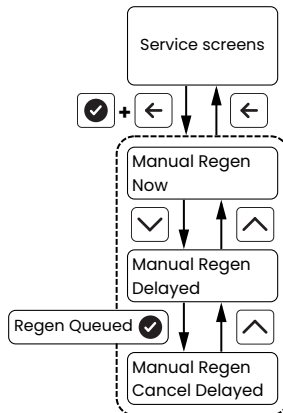 Service screens
+
Manual Regen
Now
Manual Regen
Delayed
Regen Queued
Manual Regen
Cancel Delayed